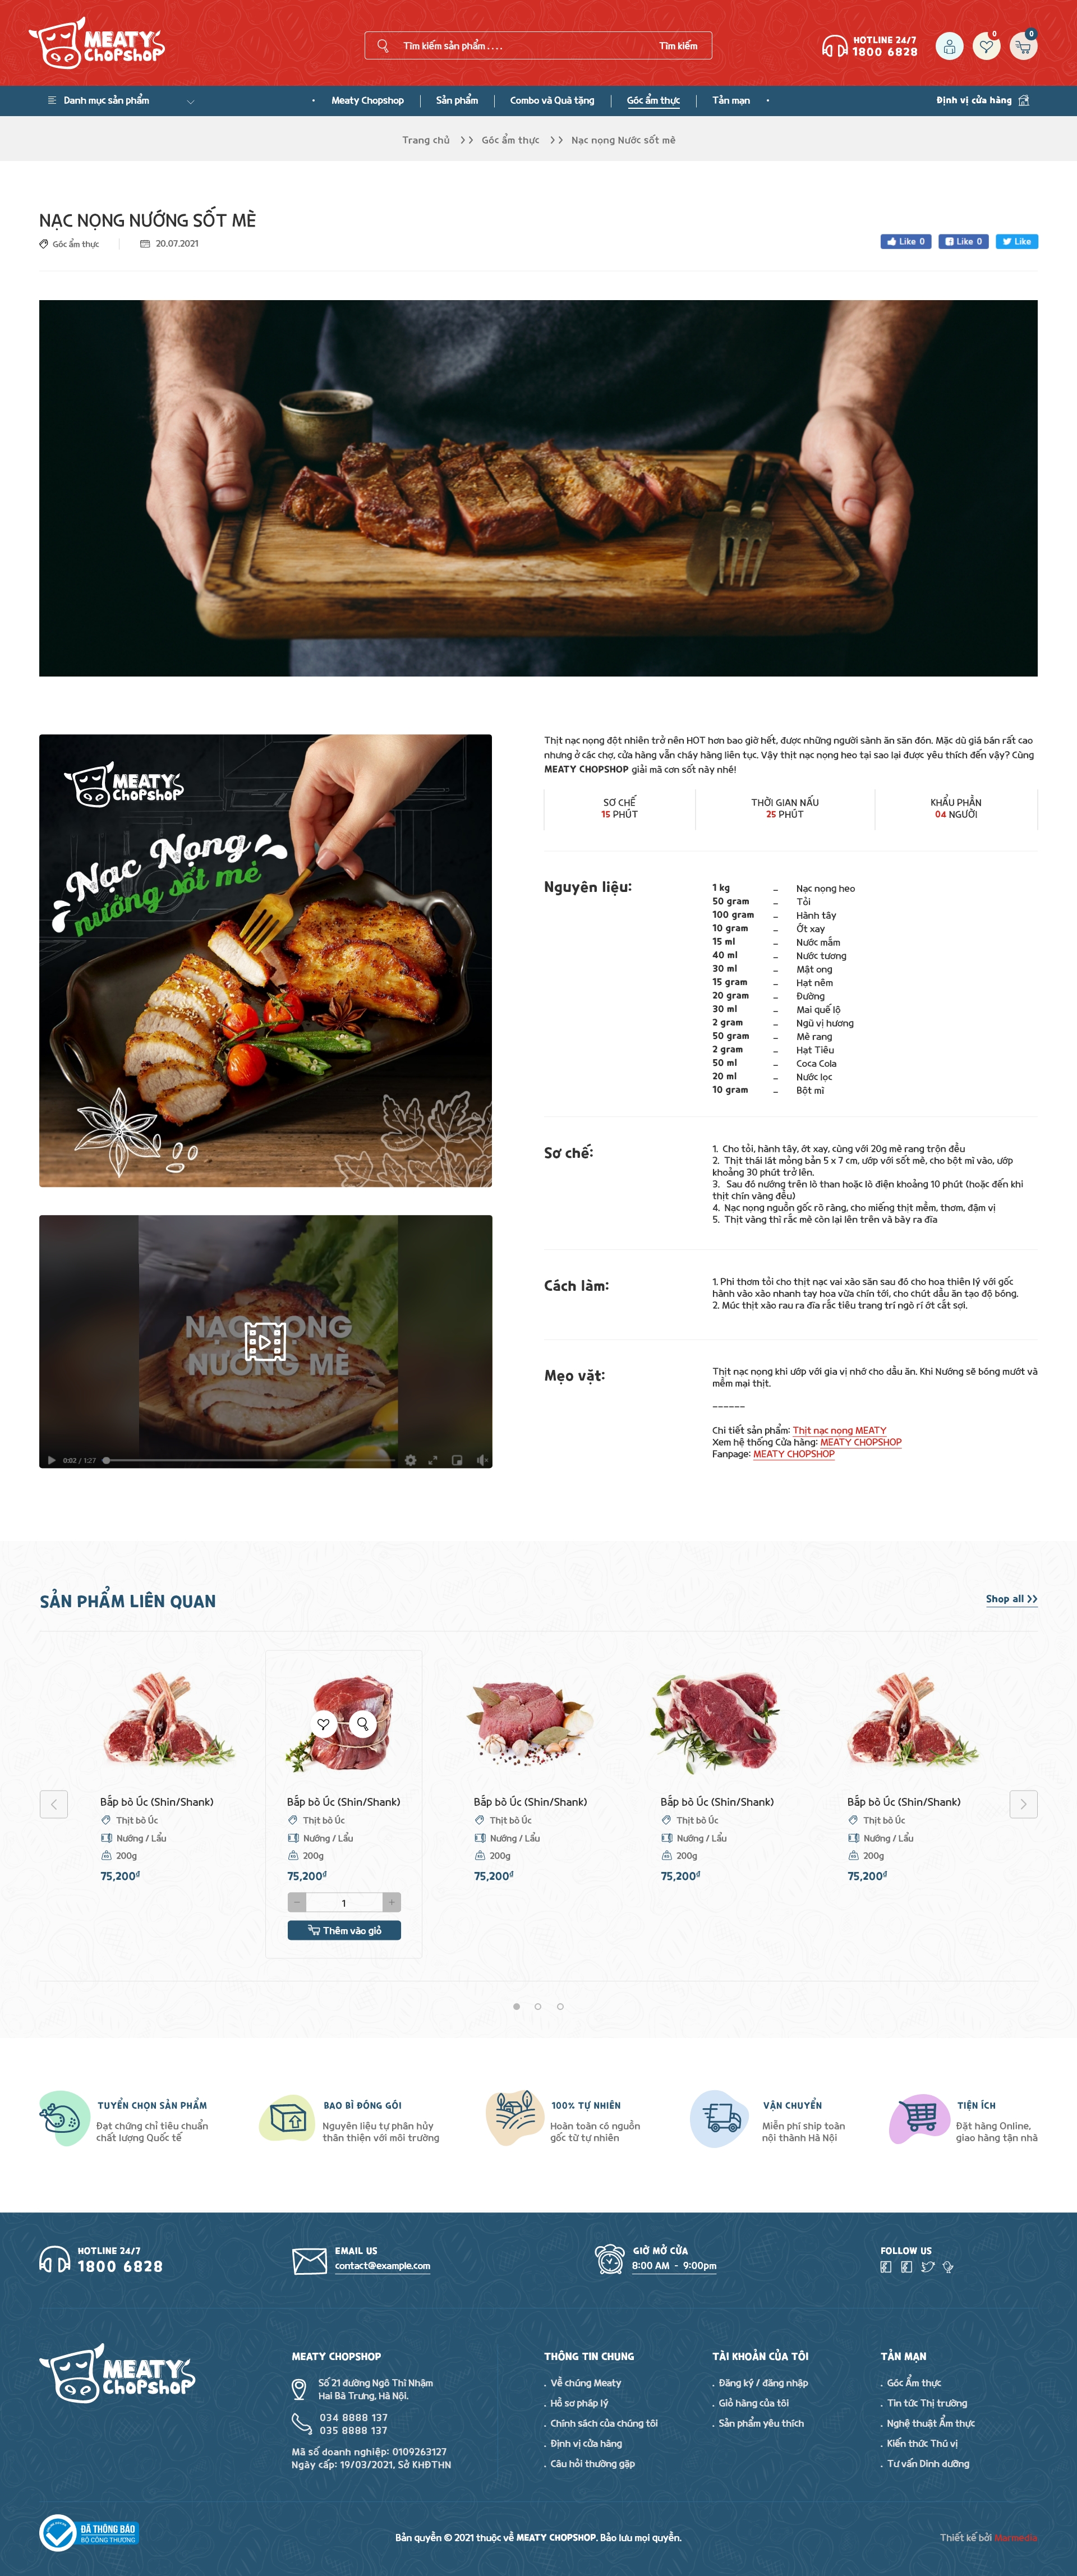 MEATY
CHOPSHOP
Tìm kiếm sản phẩm . . . .
Tìm kiếm
HOTLINE 24/7
1800 6828
0
0
Danh mục sản phẩm
Meaty Chopshop
Sản phẩm
Combo và Quà tặng
Góc ẩm thực
Tản mạn
Định vị cửa hàng
Trang chủ >> Góc ẩm thực >> Nạc nọng Nước sốt mè
NẠC NỌNG NƯỚNG SỐT MÈ
Góc ẩm thực
20.07.2021
Like 0
Like 0
Like
MEATY
CHOPSHOP
Nạc Nọng
nướng sốt mè
Thịt nạc nọng đột nhiên trở nên HOT hơn bao giờ hết, được những người sành ăn săn đón. Mặc dù giá bán rất cao
nhưng ở các chợ, cửa hàng vẫn cháy hàng liên tục. Vậy thịt nạc nọng heo tại sao lại được yêu thích đến vậy? Cùng
MEATY CHOPSHOP giải mã cơn sốt này nhé!
SƠ CHẾ
15 PHÚT
THỜI GIAN NẤU
25 PHÚT
KHẨU PHẦN
04 NGƯỜI
Nguyên liệu:
1 kg – Nạc nọng heo
50 gram – Tỏi
100 gram – Hành tây
10 gram – Ớt xay
15 ml – Nước mắm
40 ml – Nước tương
30 ml – Mật ong
15 gram – Hạt nêm
20 gram – Đường
30 ml – Mai quế lộ
2 gram – Ngũ vị hương
50 gram – Mè rang
2 gram – Hạt Tiêu
50 ml – Coca Cola
20 ml – Nước lọc
10 gram – Bột mì
Sơ chế:
1. Cho tỏi, hành tây, ớt xay, cùng với 20g mè rang trộn đều
2. Thịt thái lát mỏng bản 5 x 7 cm, ướp với sốt mè, cho bột mì vào, ướp
khoảng 30 phút trở lên.
3. Sau đó nướng trên lò than hoặc lò điện khoảng 10 phút (hoặc đến khi
thịt chín vàng đều)
4. Nạc nọng nguồn gốc rõ ràng, cho miếng thịt mềm, thơm, đậm vị
5. Thịt vàng thì rắc mè còn lại lên trên và bày ra đĩa
Cách làm:
1. Phi thơm tỏi cho thịt nạc vai xào săn sau đó cho hoa thiên lý với gốc
hành vào xào nhanh tay hoa vừa chín tới, cho chút dầu ăn tạo độ bóng.
2. Múc thịt xào rau ra đĩa rắc tiêu trang trí ngò rí ớt cắt sợi.
Mẹo vặt:
Thịt nạc nọng khi ướp với gia vị nhớ cho dầu ăn. Khi Nướng sẽ bóng mướt và
mềm mại thịt.
––––––
Chi tiết sản phẩm: Thịt nạc nọng MEATY
Xem hệ thống Cửa hàng: MEATY CHOPSHOP
Fanpage: MEATY CHOPSHOP
NẠC NỌNG
NƯỚNG MÈ
0:02 / 1:27
SẢN PHẨM LIÊN QUAN
Shop all >>
Bắp bò Úc (Shin/Shank)
Thịt bò Úc
Nướng / Lẩu
200g
75,200đ
Bắp bò Úc (Shin/Shank)
Thịt bò Úc
Nướng / Lẩu
200g
75,200đ
− 1 +
Thêm vào giỏ
Bắp bò Úc (Shin/Shank)
Thịt bò Úc
Nướng / Lẩu
200g
75,200đ
Bắp bò Úc (Shin/Shank)
Thịt bò Úc
Nướng / Lẩu
200g
75,200đ
Bắp bò Úc (Shin/Shank)
Thịt bò Úc
Nướng / Lẩu
200g
75,200đ
TUYỂN CHỌN SẢN PHẨM
Đạt chứng chỉ tiêu chuẩn
chất lượng Quốc tế
BAO BÌ ĐÓNG GÓI
Nguyên liệu tự phân hủy
thân thiện với môi trường
100% TỰ NHIÊN
Hoàn toàn có nguồn
gốc từ tự nhiên
VẬN CHUYỂN
Miễn phí ship toàn
nội thành Hà Nội
TIỆN ÍCH
Đặt hàng Online,
giao hàng tận nhà
HOTLINE 24/7
1800 6828
EMAIL US
contact@example.com
GIỜ MỞ CỬA
8:00 AM - 9:00pm
FOLLOW US
MEATY
CHOPSHOP
MEATY CHOPSHOP
Số 21 đường Ngô Thì Nhậm
Hai Bà Trưng, Hà Nội.
034 8888 137
035 8888 137
Mã số doanh nghiệp: 0109263127
Ngày cấp: 19/03/2021, Sở KHĐTHN
THÔNG TIN CHUNG
. Về chúng Meaty
. Hồ sơ pháp lý
. Chính sách của chúng tôi
. Định vị cửa hàng
. Câu hỏi thường gặp
TÀI KHOẢN CỦA TÔI
. Đăng ký / đăng nhập
. Giỏ hàng của tôi
. Sản phẩm yêu thích
TẢN MẠN
. Góc Ẩm thực
. Tin tức Thị trường
. Nghệ thuật Ẩm thực
. Kiến thức Thú vị
. Tư vấn Dinh dưỡng
ĐÃ THÔNG BÁO
BỘ CÔNG THƯƠNG
Bản quyền © 2021 thuộc về MEATY CHOPSHOP. Bảo lưu mọi quyền.
Thiết kế bởi Marmedia